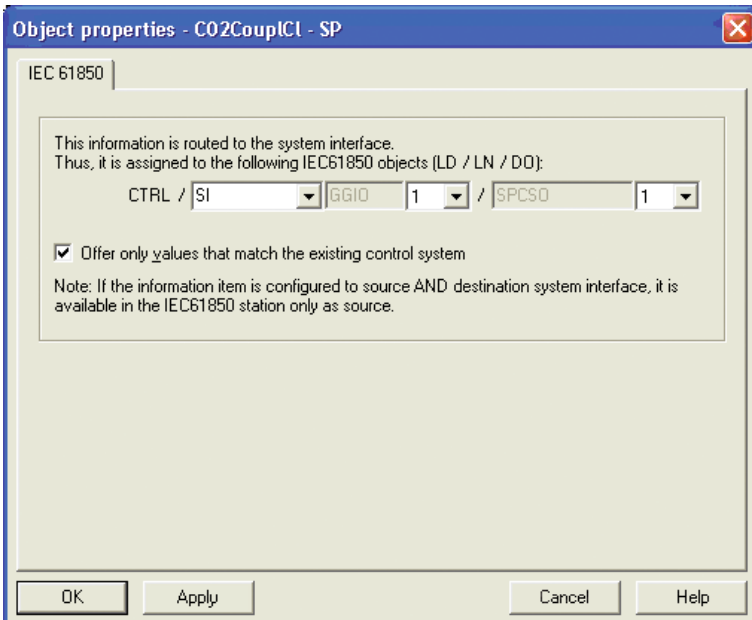 Object properties - CO2CouplCl - SP
IEC 61850
This information is routed to the system interface.
Thus, it is assigned to the following IEC61850 objects (LD / LN / DO):
CTRL / SI GGIO 1 / SPCSO 1
Offer only values that match the existing control system
Note: If the information item is configured to source AND destination system interface, it is
available in the IEC61850 station only as source.
OK Apply Cancel Help